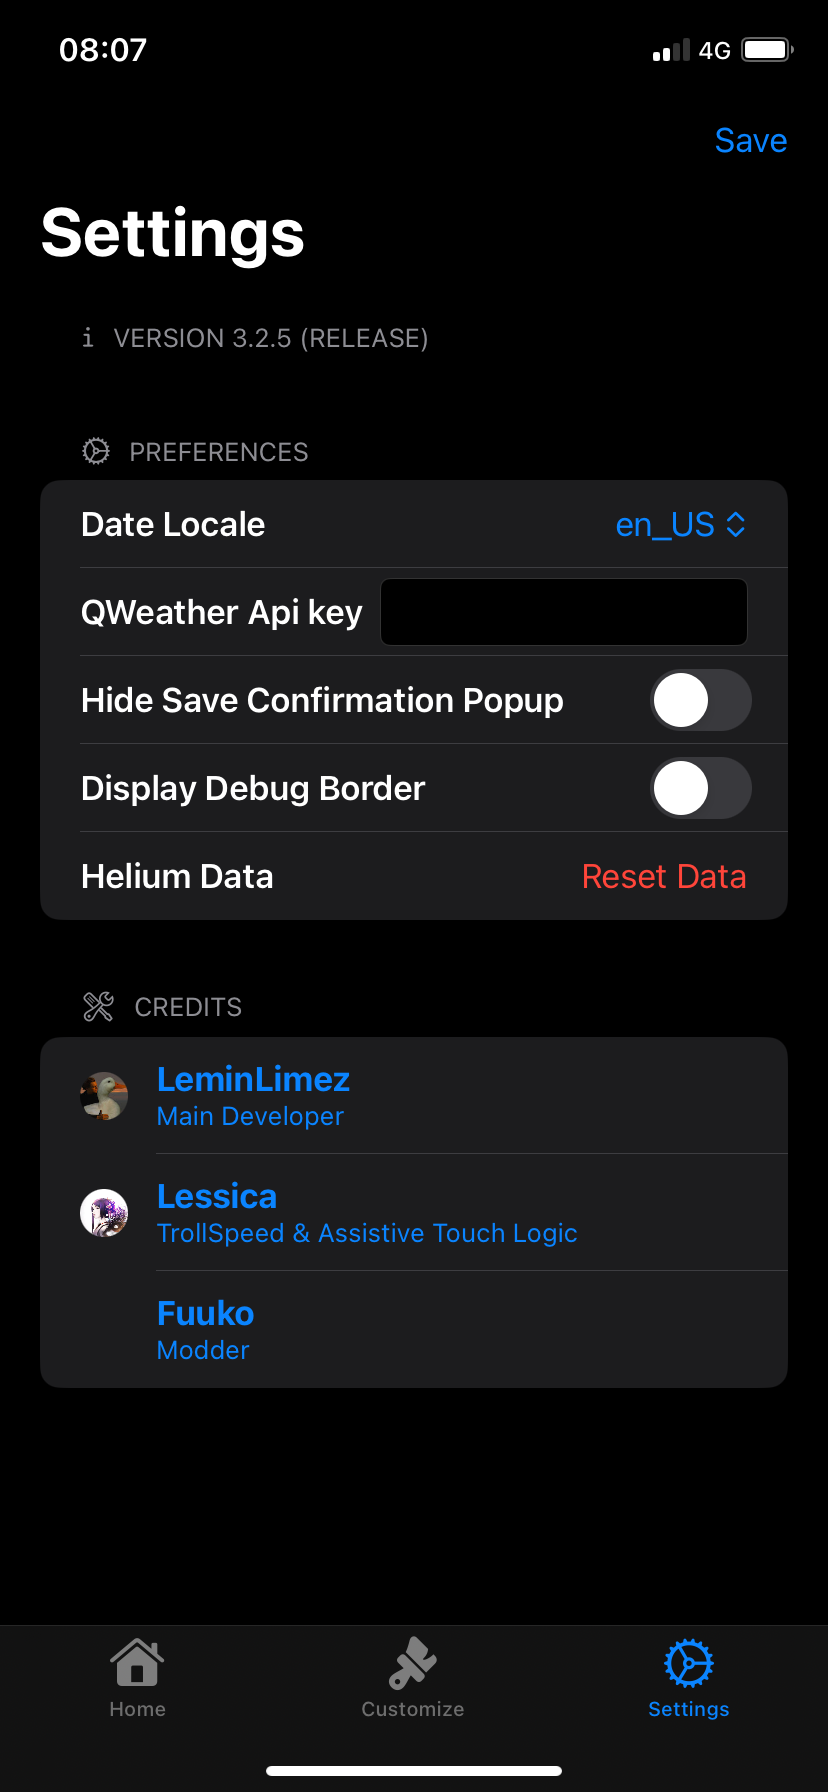 08:07
4G
Save
Settings
i VERSION 3.2.5 (RELEASE)
PREFERENCES
Date Locale en_US
QWeather Api key
Hide Save Confirmation Popup
Display Debug Border
Helium Data Reset Data
CREDITS
LeminLimez
Main Developer
Lessica
TrollSpeed & Assistive Touch Logic
Fuuko
Modder
Home Customize Settings